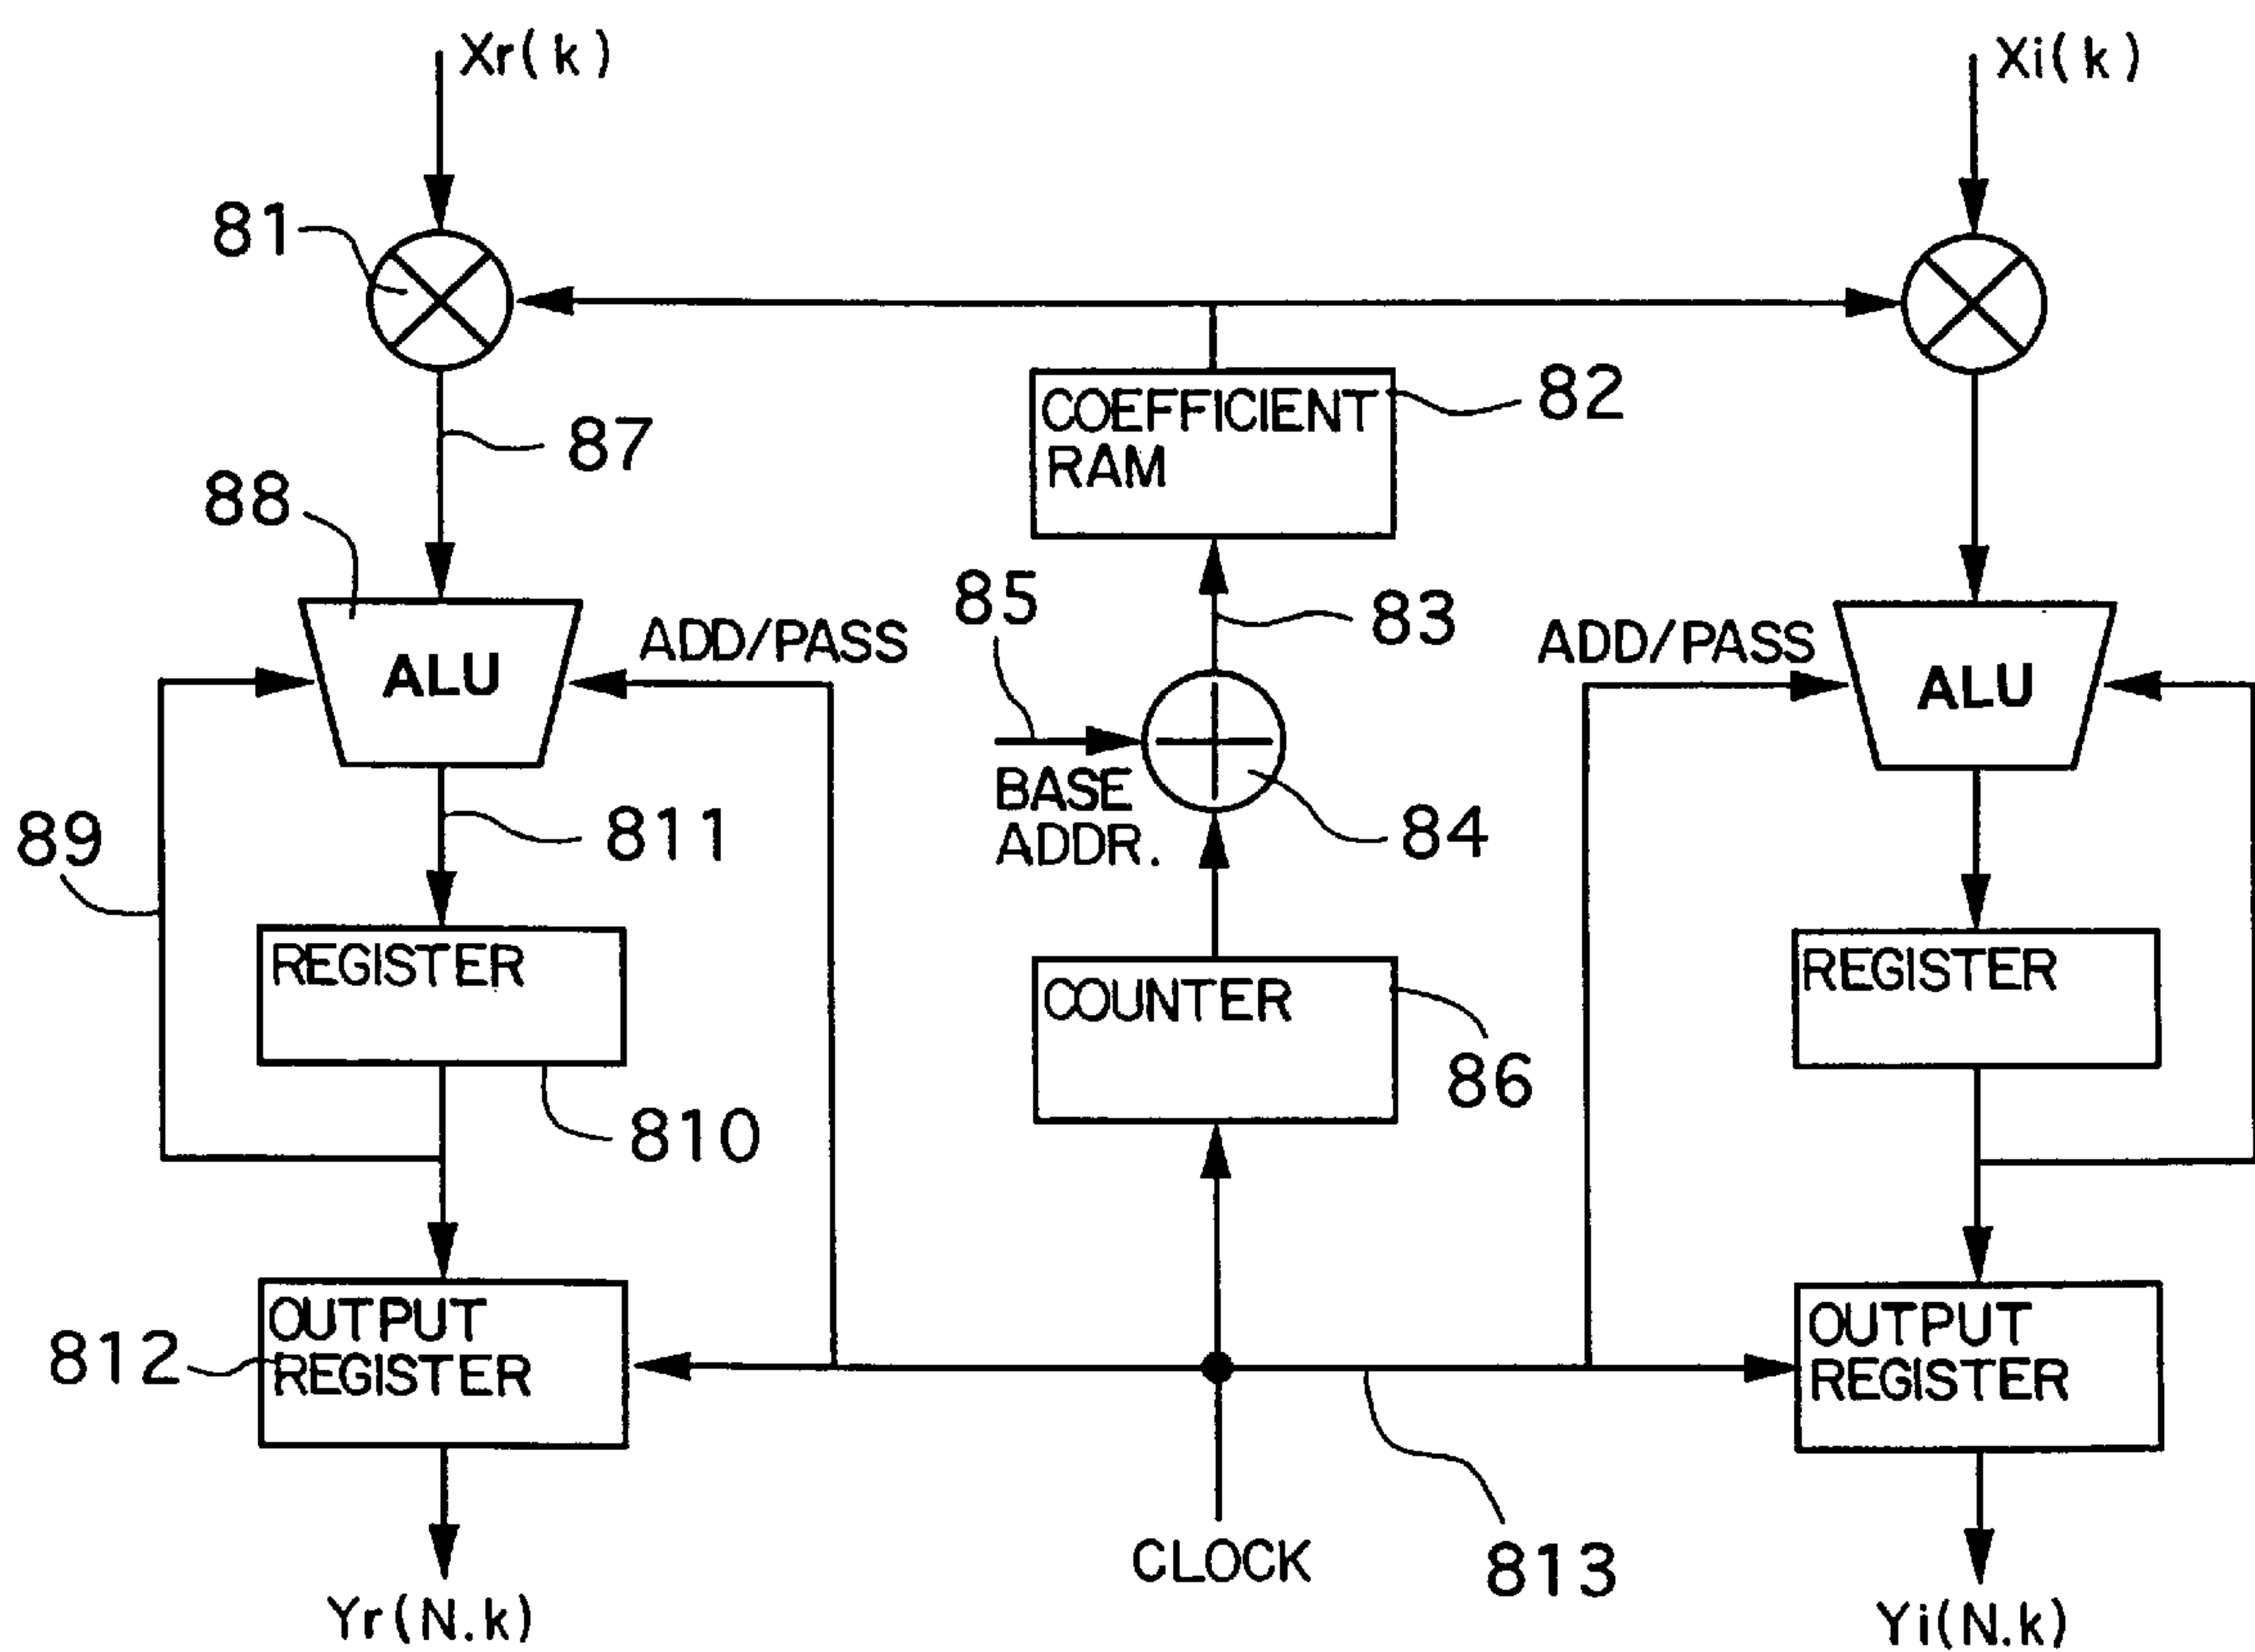 Xr(k)
Xi(k)
81
COEFFICIENT
RAM
82
87
88
85
83
ADD/PASS
ADD/PASS
ALU
ALU
BASE
ADDR.
84
89
811
REGISTER
COUNTER
REGISTER
86
810
OUTPUT
REGISTER
OUTPUT
REGISTER
812
CLOCK
813
Yr(N.k)
Yi(N.k)